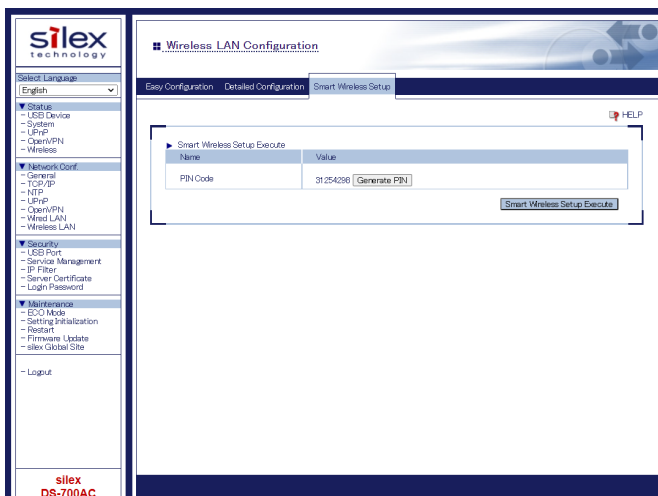 silex
technology
Select Language
English
▼ Status
- USB Device
- System
- UPnP
- OpenVPN
- Wireless
▼ Network Conf.
- General
- TCP/IP
- NTP
- UPnP
- OpenVPN
- Wired LAN
- Wireless LAN
▼ Security
- USB Port
- Service Management
- IP Filter
- Server Certificate
- Login Password
▼ Maintenance
- ECO Mode
- Setting Initialization
- Restart
- Firmware Update
- silex Global Site
- Logout
silex
DS-700AC
Wireless LAN Configuration
Easy Configuration Detailed Configuration Smart Wireless Setup
HELP
Smart Wireless Setup Execute
Name Value
PIN Code 31254298 Generate PIN
Smart Wireless Setup Execute